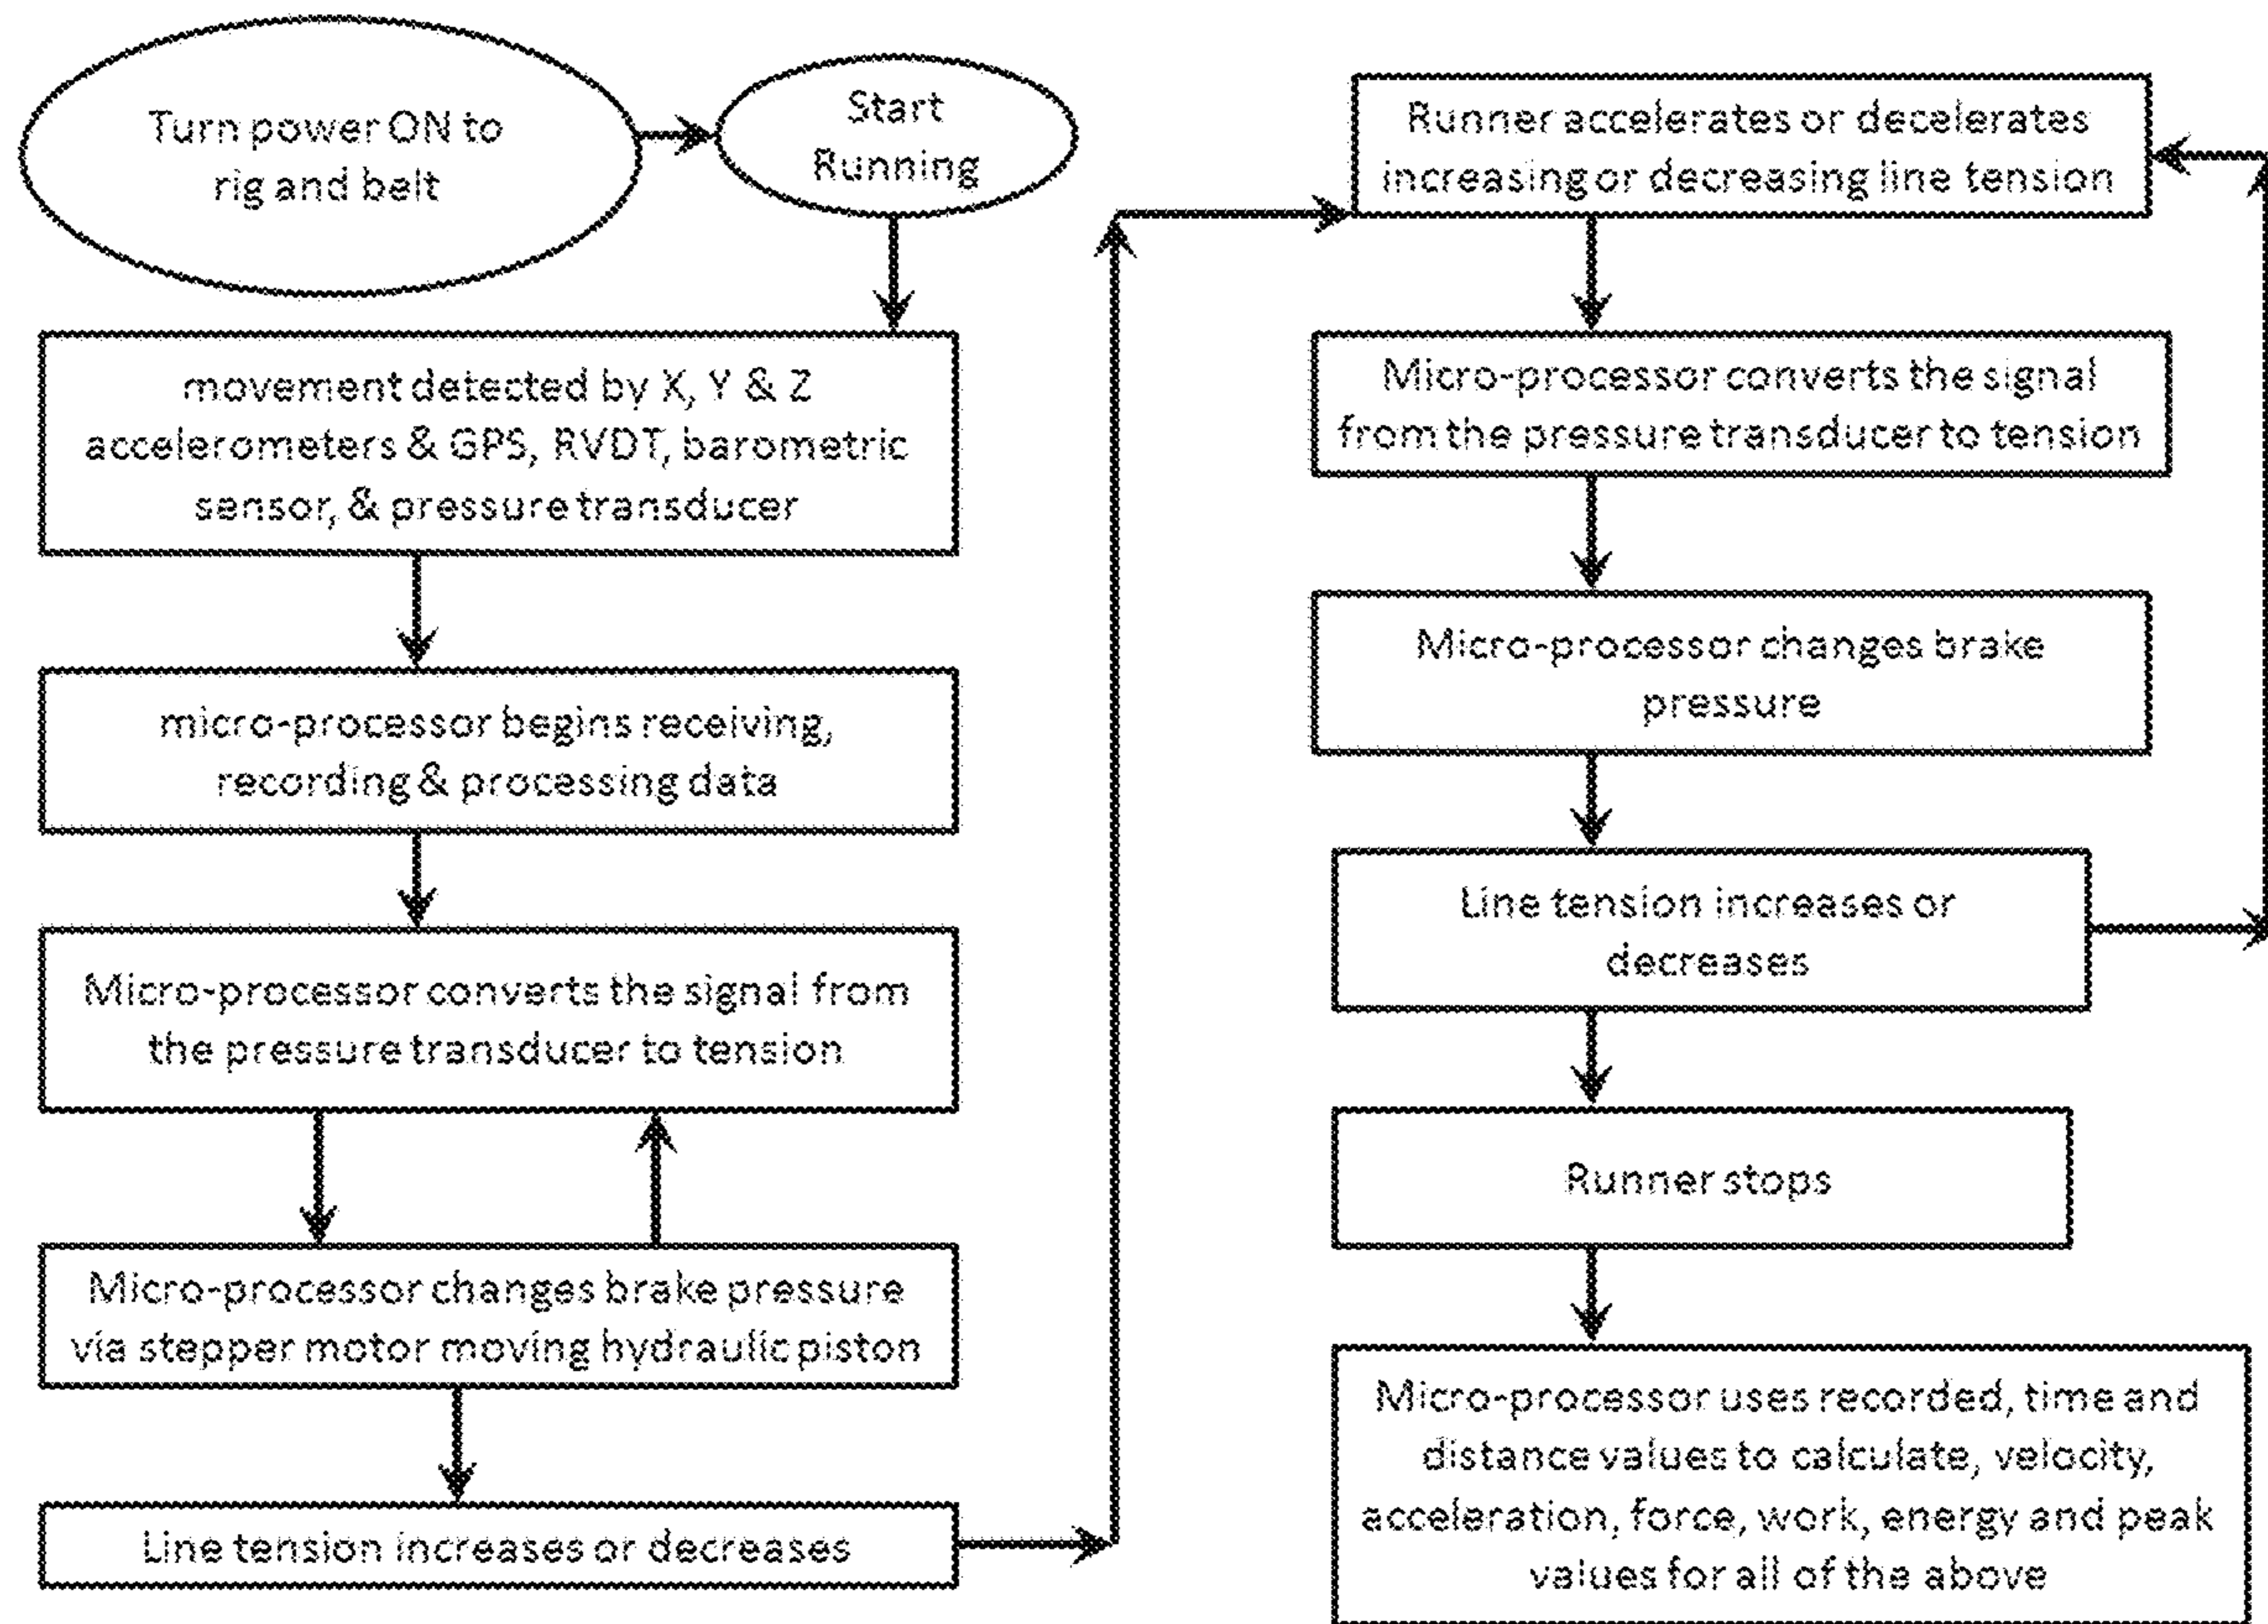 Turn power ON to
rig and belt
Start
Running
movement detected by X, Y & Z
accelerometers & GPS, RVDT, barometric
sensor, & pressure transducer
micro-processor begins receiving,
recording & processing data
Micro-processor converts the signal from
the pressure transducer to tension
Micro-processor changes brake pressure
via stepper motor moving hydraulic piston
Line tension increases or decreases
Runner accelerates or decelerates
increasing or decreasing line tension
Micro-processor converts the signal
from the pressure transducer to tension
Micro-processor changes brake
pressure
Line tension increases or
decreases
Runner stops
Micro-processor uses recorded, time and
distance values to calculate, velocity,
acceleration, force, work, energy and peak
values for all of the above